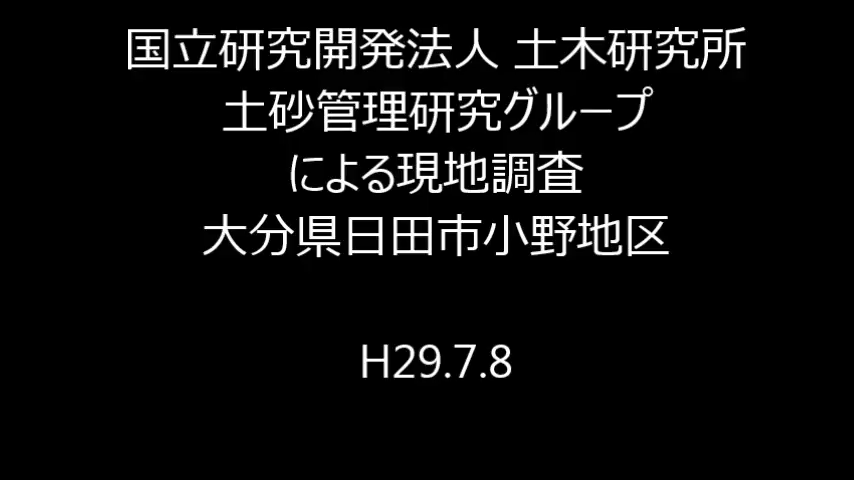 国立研究開発法人 土木研究所
土砂管理研究グループ
による現地調査
大分県日田市小野地区
H29.7.8